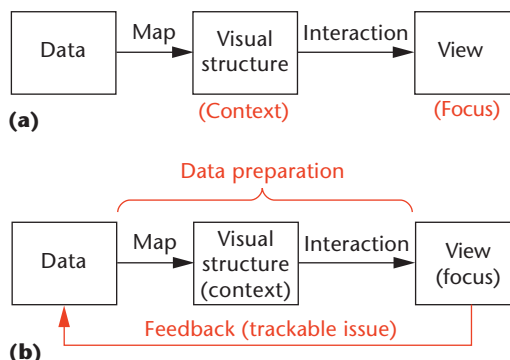 Data
Map
Visual
structure
Interaction
View
(Context)
(Focus)
(a)
Data preparation
Data
Map
Visual
structure
(context)
Interaction
View
(focus)
Feedback (trackable issue)
(b)